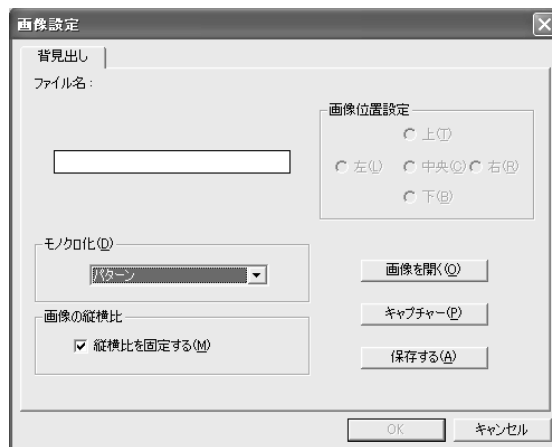 画像設定
背見出し
ファイル名：
画像位置設定
上(T)
左(L)
中央(C)
右(R)
下(B)
モノクロ化(D)
パターン
画像を開く(O)
画像の縦横比
キャプチャー(P)
縦横比を固定する(M)
保存する(A)
OK
キャンセル